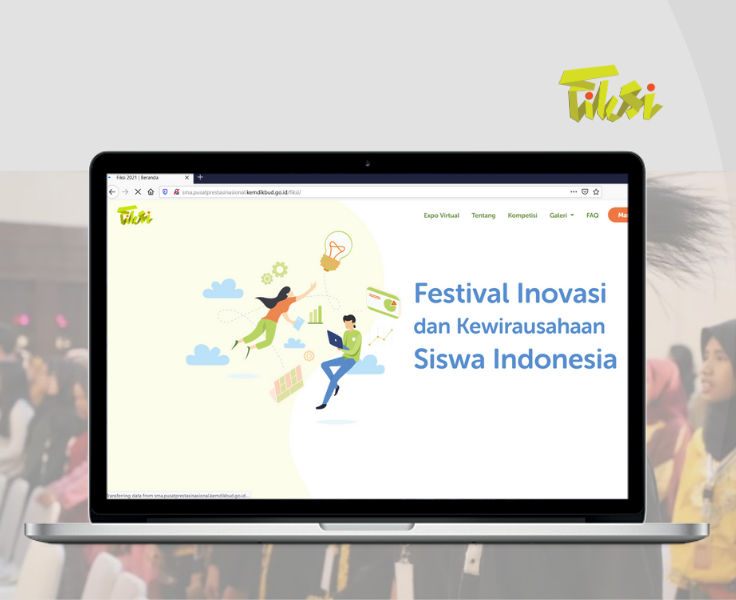 Fiksi
Fiksi 2021 | Beranda
sma.pusatprestasinasional.kemdikbud.go.id/fiksi/
Fiksi
Expo Virtual Tentang Kompetisi Galeri FAQ Ma
Festival Inovasi
dan Kewirausahaan
Siswa Indonesia
Transferring data from sma.pusatprestasinasional.kemdikbud.go.id...